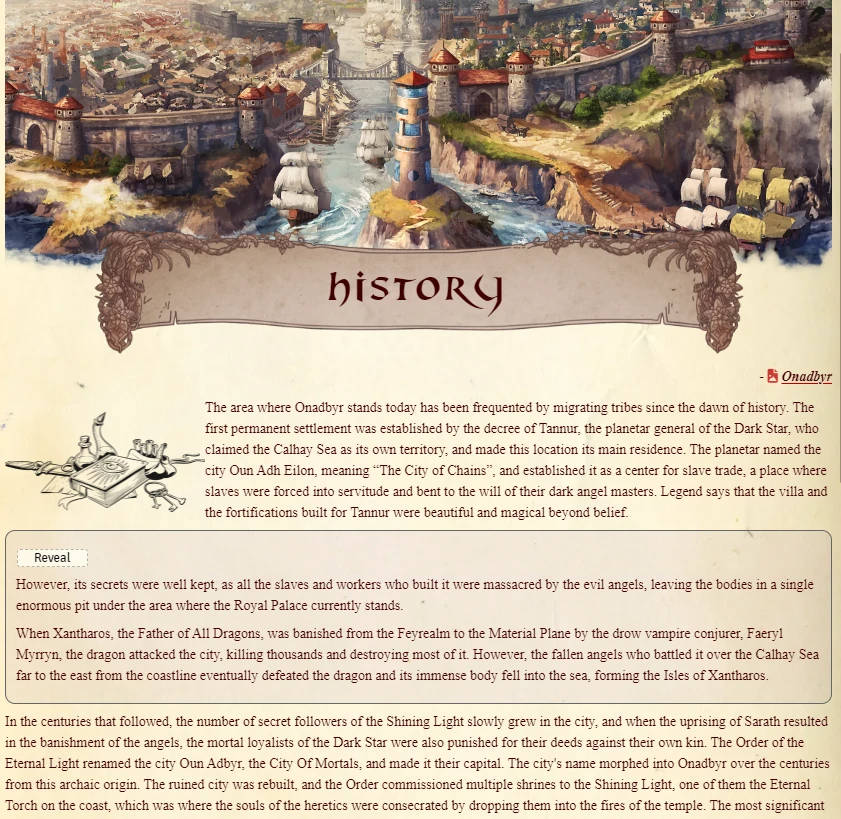 history
- Onadbyr
The area where Onadbyr stands today has been frequented by migrating tribes since the dawn of history. The
first permanent settlement was established by the decree of Tannur, the planetar general of the Dark Star, who
claimed the Calhay Sea as its own territory, and made this location its main residence. The planetar named the
city Oun Adh Eilon, meaning “The City of Chains”, and established it as a center for slave trade, a place where
slaves were forced into servitude and bent to the will of their dark angel masters. Legend says that the villa and
the fortifications built for Tannur were beautiful and magical beyond belief.
Reveal
However, its secrets were well kept, as all the slaves and workers who built it were massacred by the evil angels, leaving the bodies in a single
enormous pit under the area where the Royal Palace currently stands.
When Xantharos, the Father of All Dragons, was banished from the Feyrealm to the Material Plane by the drow vampire conjurer, Faeryl
Myrryn, the dragon attacked the city, killing thousands and destroying most of it. However, the fallen angels who battled it over the Calhay Sea
far to the east from the coastline eventually defeated the dragon and its immense body fell into the sea, forming the Isles of Xantharos.
In the centuries that followed, the number of secret followers of the Shining Light slowly grew in the city, and when the uprising of Sarath resulted
in the banishment of the angels, the mortal loyalists of the Dark Star were also punished for their deeds against their own kin. The Order of the
Eternal Light renamed the city Oun Adbyr, the City Of Mortals, and made it their capital. The city's name morphed into Onadbyr over the centuries
from this archaic origin. The ruined city was rebuilt, and the Order commissioned multiple shrines to the Shining Light, one of them the Eternal
Torch on the coast, which was where the souls of the heretics were consecrated by dropping them into the fires of the temple. The most significant